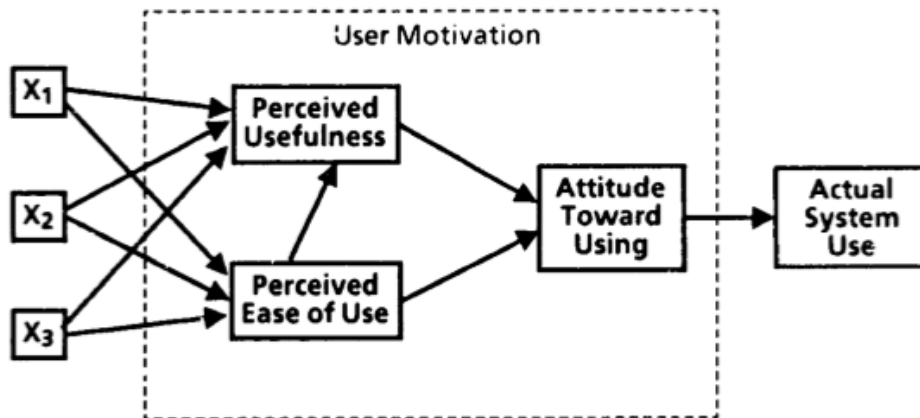 User Motivation
X1
Perceived
Usefulness
X2
Attitude
Toward
Using
Actual
System
Use
Perceived
Ease of Use
X3